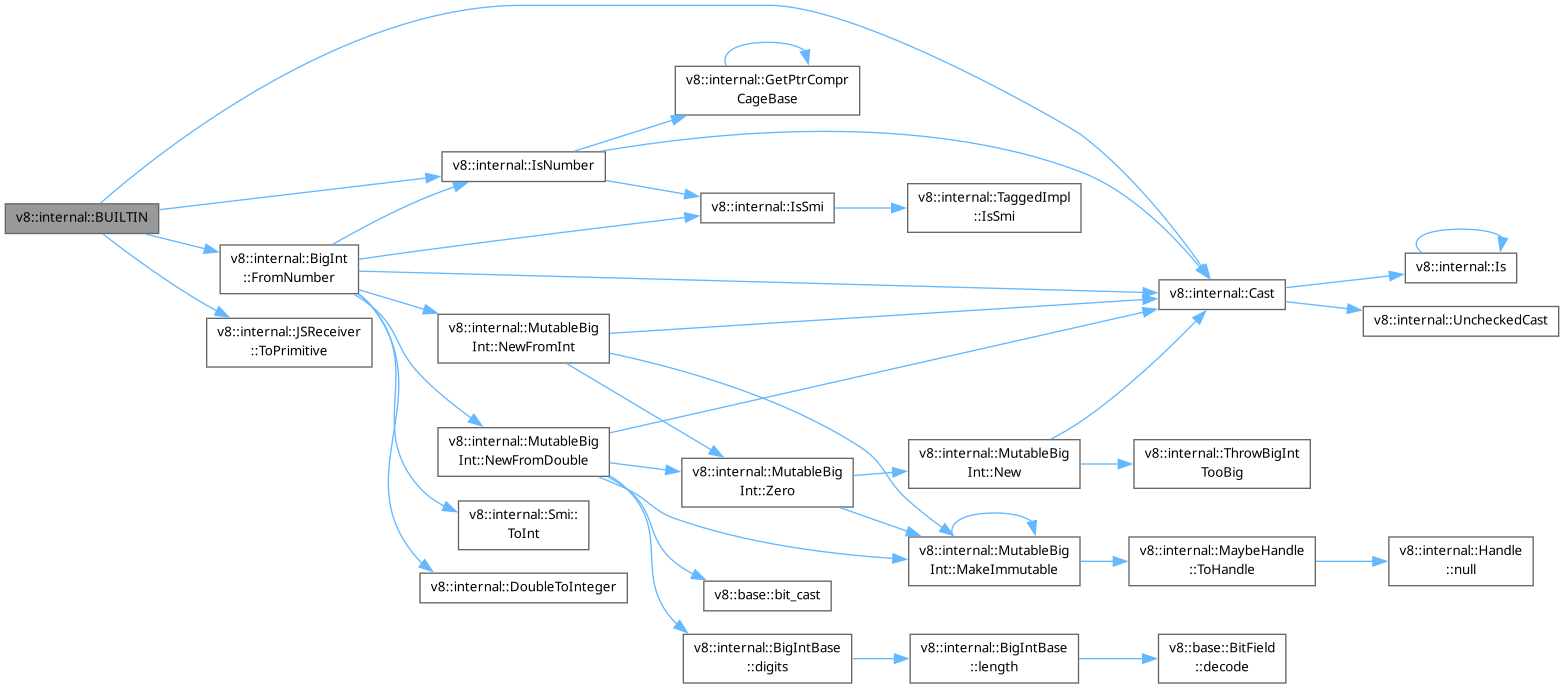 v8::internal::GetPtrCompr
CageBase
v8::internal::IsNumber
v8::internal::IsSmi
v8::internal::TaggedImpl
::IsSmi
v8::internal::BUILTIN
v8::internal::BigInt
::FromNumber
v8::internal::Is
v8::internal::Cast
v8::internal::UncheckedCast
v8::internal::JSReceiver
::ToPrimitive
v8::internal::MutableBig
Int::NewFromInt
v8::internal::MutableBig
Int::NewFromDouble
v8::internal::MutableBig
Int::Zero
v8::internal::MutableBig
Int::New
v8::internal::ThrowBigInt
TooBig
v8::internal::Smi::
ToInt
v8::internal::MutableBig
Int::MakeImmutable
v8::internal::MaybeHandle
::ToHandle
v8::internal::Handle
::null
v8::internal::DoubleToInteger
v8::base::bit_cast
v8::internal::BigIntBase
::digits
v8::internal::BigIntBase
::length
v8::base::BitField
::decode